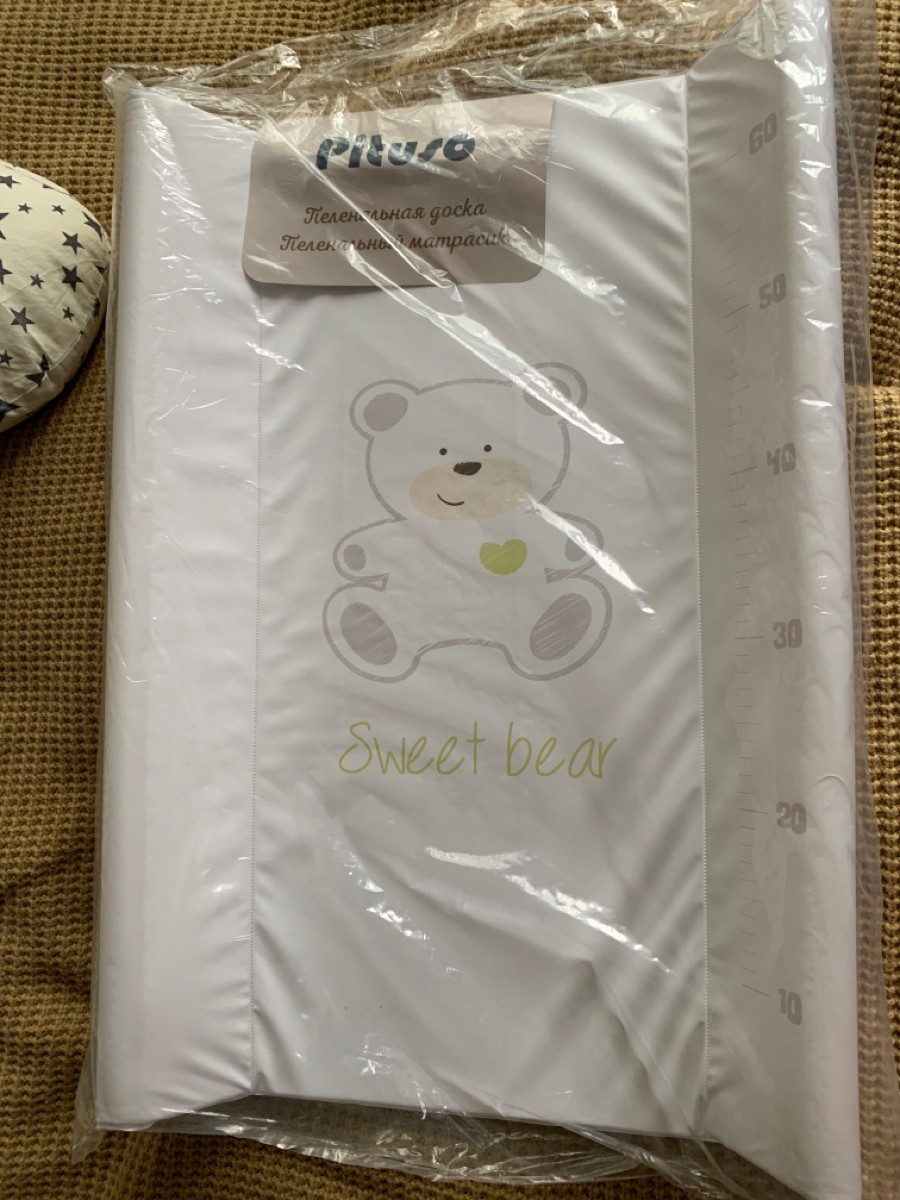 Pituso
Пеленальная доска
Пеленальный матрасик
60
50
40
30
20
10
Sweet bear